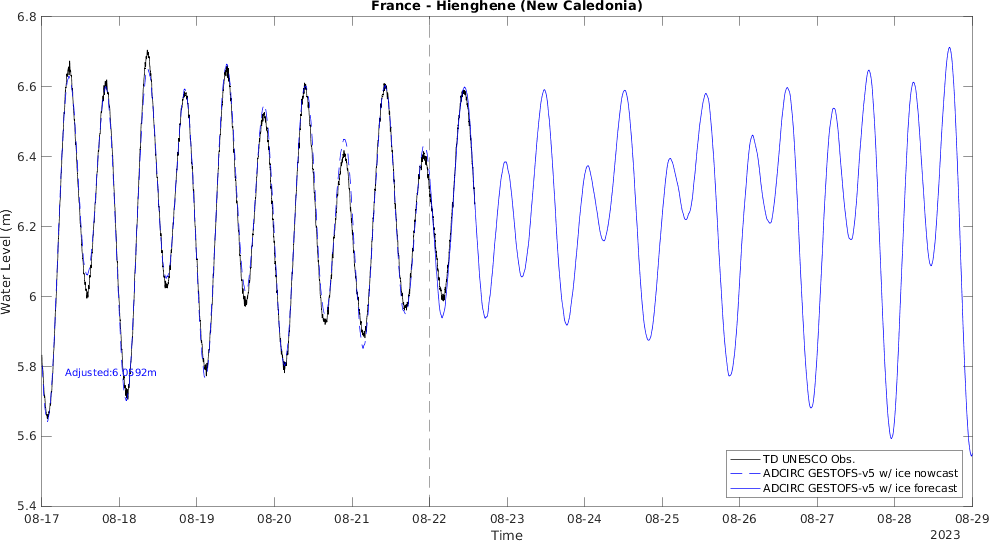 France - Hienghene (New Caledonia)
Water Level (m)
6.8
6.6
6.4
6.2
6
5.8
5.6
5.4
Adjusted:6.0592m
TD UNESCO Obs.
ADCIRC GESTOFS-v5 w/ ice nowcast
ADCIRC GESTOFS-v5 w/ ice forecast
08-17 08-18 08-19 08-20 08-21 08-22 08-23 08-24 08-25 08-26 08-27 08-28 08-29
Time
2023